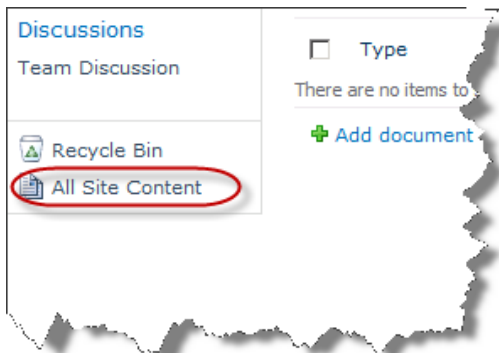 Discussions
Team Discussion
Recycle Bin
All Site Content
Type
There are no items to
Add document